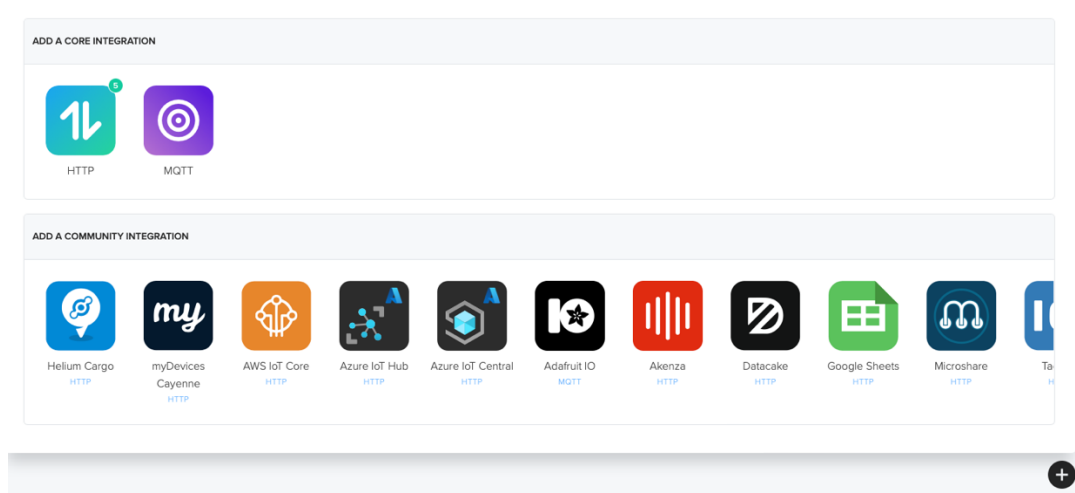 ADD A CORE INTEGRATION
5
HTTP
MQTT
ADD A COMMUNITY INTEGRATION
my
IO
Helium Cargo
HTTP
myDevices
Cayenne
HTTP
AWS IoT Core
HTTP
Azure IoT Hub
HTTP
Azure IoT Central
HTTP
Adafruit IO
MQTT
Akenza
HTTP
Datacake
HTTP
Google Sheets
HTTP
Microshare
HTTP